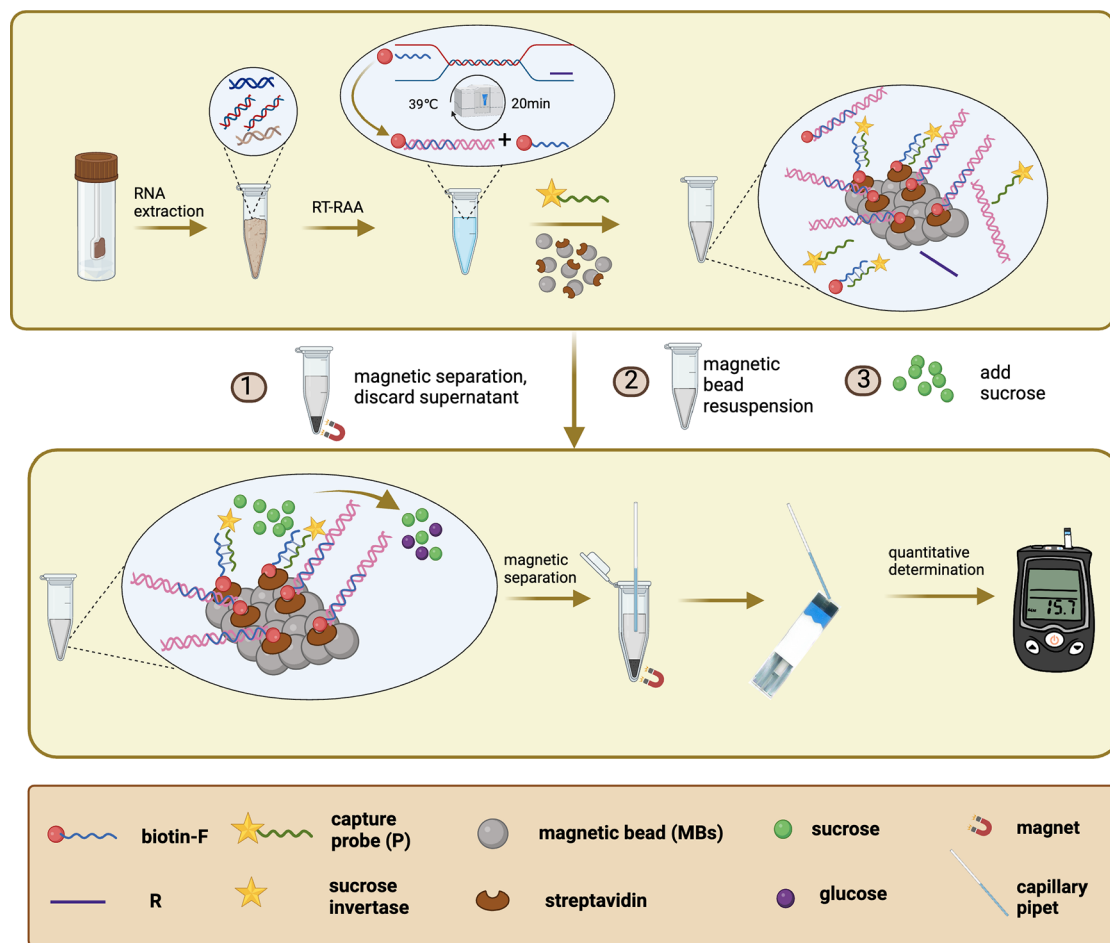 39℃
20min
+
RNA
extraction
RT-RAA
1
magnetic separation,
discard supernatant
2
magnetic
bead
resuspension
3
add
sucrose
magnetic
separation
quantitative
determination
15.7
biotin-F
capture
probe (P)
magnetic bead (MBs)
sucrose
magnet
R
sucrose
invertase
streptavidin
glucose
capillary
pipet